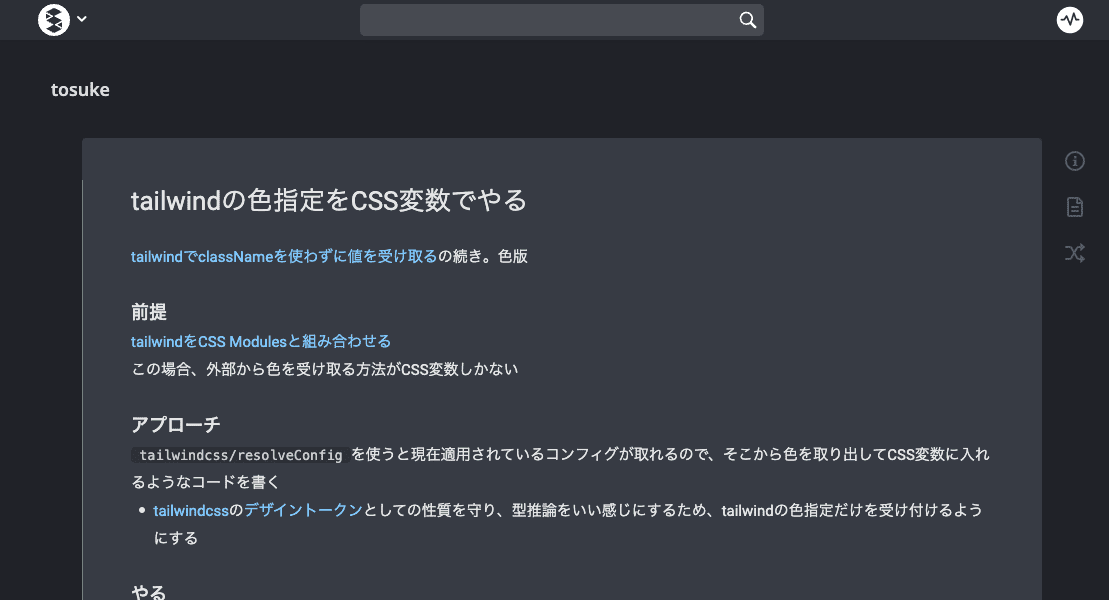 tosuke
tailwindの色指定をCSS変数でやる
tailwindでclassNameを使わずに値を受け取るの続き。色版
前提
tailwindをCSS Modulesと組み合わせる
この場合、外部から色を受け取る方法がCSS変数しかない
アプローチ
tailwindcss/resolveConfig を使うと現在適用されているコンフィグが取れるので、そこから色を取り出してCSS変数に入れ
るようなコードを書く
• tailwindcssのデザイントークンとしての性質を守り、型推論をいい感じにするため、tailwindの色指定だけを受け付けるよう
にする
やる